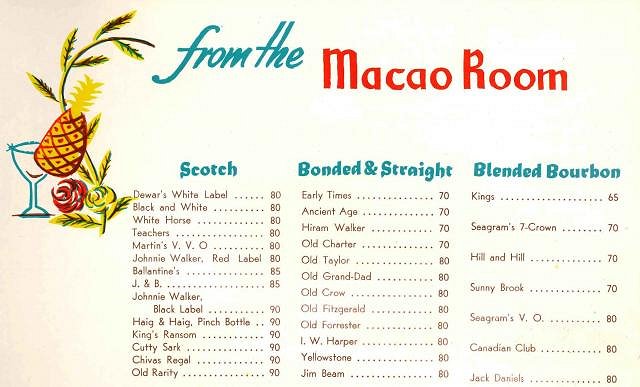 from the Macao Room
Scotch
Dewar's White Label ...... 80
Black and White .......... 80
White Horse ............. 80
Teachers ................ 80
Martin's V. V. O ......... 80
Johnnie Walker, Red Label 80
Ballantine's .............. 85
J. & B. .................. 85
Johnnie Walker,
Black Label ............ 90
Haig & Haig, Pinch Bottle .. 90
King's Ransom ........... 90
Cutty Sark .............. 90
Chivas Regal ............ 90
Old Rarity ............... 90
Bonded & Straight
Early Times ............... 70
Ancient Age .............. 70
Hiram Walker ............ 70
Old Charter .............. 70
Old Taylor ............... 80
Old Grand-Dad ........... 80
Old Crow ................ 80
Old Fitzgerald ............ 80
Old Forrester ............. 80
I. W. Harper ............. 80
Yellowstone .............. 80
Jim Beam ................ 80
Blended Bourbon
Kings .................... 65
Seagram's 7-Crown ....... 70
Hill and Hill .............. 70
Sunny Brook ............. 70
Seagram's V. O. .......... 80
Canadian Club ............ 80
Jack Daniels .............. 80